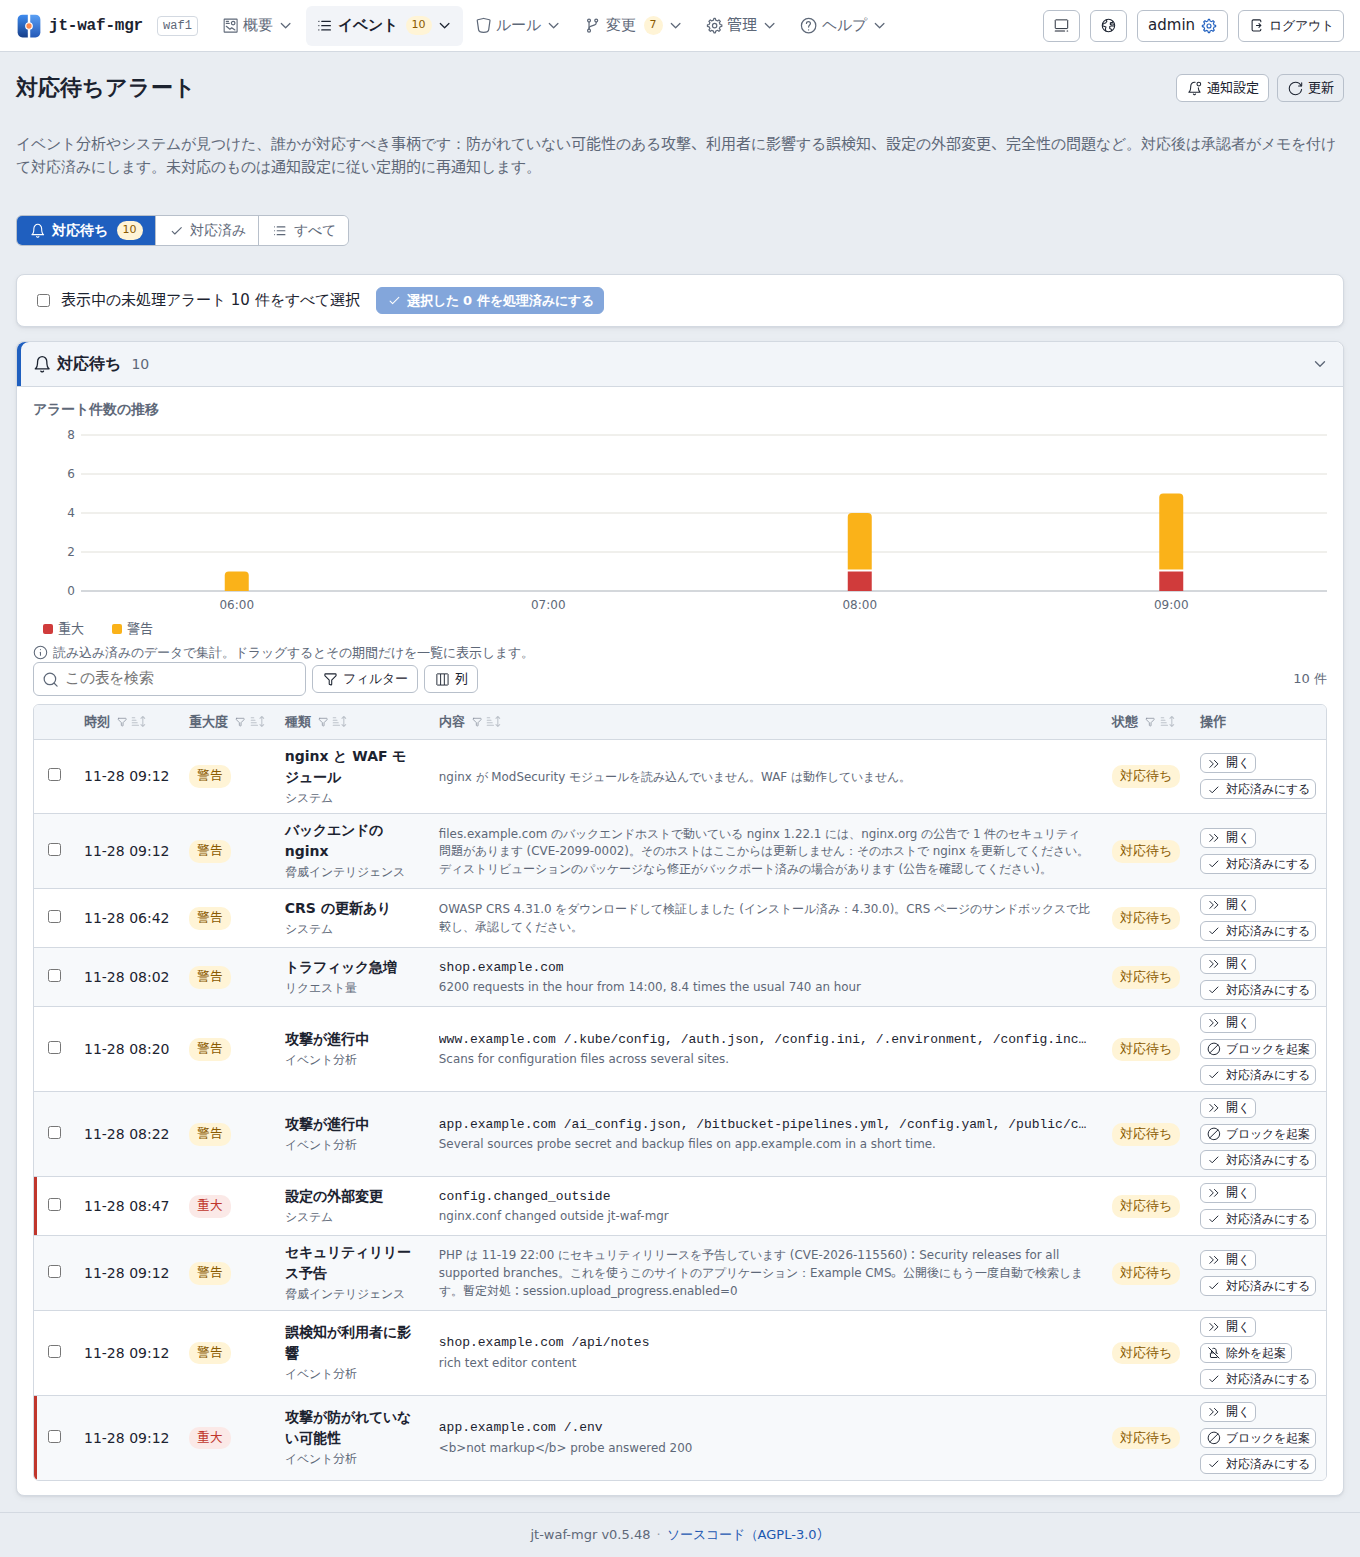 jt-waf-mgr waf1 概要 イベント 10 ルール 変更 7 管理 ヘルプ admin ログアウト
対応待ちアラート 通知設定 更新
イベント分析やシステムが見つけた、誰かが対応すべき事柄です：防がれていない可能性のある攻撃、利用者に影響する誤検知、設定の外部変更、完全性の問題など。対応後は承認者がメモを付け
て対応済みにします。未対応のものは通知設定に従い定期的に再通知します。
対応待ち 10 対応済み すべて
表示中の未処理アラート 10 件をすべて選択 選択した 0 件を処理済みにする
対応待ち 10
アラート件数の推移
8
6
4
2
0
06:00 07:00 08:00 09:00
重大 警告
読み込み済みのデータで集計。ドラッグするとその期間だけを一覧に表示します。
この表を検索 フィルター 列 10 件
時刻 重大度 種類 内容 状態 操作
11-28 09:12 警告 nginx と WAF モ
ジュール
システム
nginx が ModSecurity モジュールを読み込んでいません。WAF は動作していません。
対応待ち 開く
対応済みにする
11-28 09:12 警告 バックエンドの
nginx
脅威インテリジェンス
files.example.com のバックエンドホストで動いている nginx 1.22.1 には、nginx.org の公告で 1 件のセキュリティ
問題があります (CVE-2099-0002)。そのホストはここからは更新しません：そのホストで nginx を更新してください。
ディストリビューションのパッケージなら修正がバックポート済みの場合があります (公告を確認してください)。
対応待ち 開く
対応済みにする
11-28 06:42 警告 CRS の更新あり
システム
OWASP CRS 4.31.0 をダウンロードして検証しました (インストール済み：4.30.0)。CRS ページのサンドボックスで比
較し、承認してください。
対応待ち 開く
対応済みにする
11-28 08:02 警告 トラフィック急増
リクエスト量
shop.example.com
6200 requests in the hour from 14:00, 8.4 times the usual 740 an hour
対応待ち 開く
対応済みにする
11-28 08:20 警告 攻撃が進行中
イベント分析
www.example.com /.kube/config, /auth.json, /config.ini, /.environment, /config.inc…
Scans for configuration files across several sites.
対応待ち 開く
ブロックを起案
対応済みにする
11-28 08:22 警告 攻撃が進行中
イベント分析
app.example.com /ai_config.json, /bitbucket-pipelines.yml, /config.yaml, /public/c…
Several sources probe secret and backup files on app.example.com in a short time.
対応待ち 開く
ブロックを起案
対応済みにする
11-28 08:47 重大 設定の外部変更
システム
config.changed_outside
nginx.conf changed outside jt-waf-mgr
対応待ち 開く
対応済みにする
11-28 09:12 警告 セキュリティリリー
ス予告
脅威インテリジェンス
PHP は 11-19 22:00 にセキュリティリリースを予告しています (CVE-2026-115560)：Security releases for all
supported branches。これを使うこのサイトのアプリケーション：Example CMS。公開後にもう一度自動で検索しま
す。暫定対処：session.upload_progress.enabled=0
対応待ち 開く
対応済みにする
11-28 09:12 警告 誤検知が利用者に影
響
イベント分析
shop.example.com /api/notes
rich text editor content
対応待ち 開く
除外を起案
対応済みにする
11-28 09:12 重大 攻撃が防がれていな
い可能性
イベント分析
app.example.com /.env
&lt;b&gt;not markup&lt;/b&gt; probe answered 200
対応待ち 開く
ブロックを起案
対応済みにする
jt-waf-mgr v0.5.48 · ソースコード（AGPL-3.0）